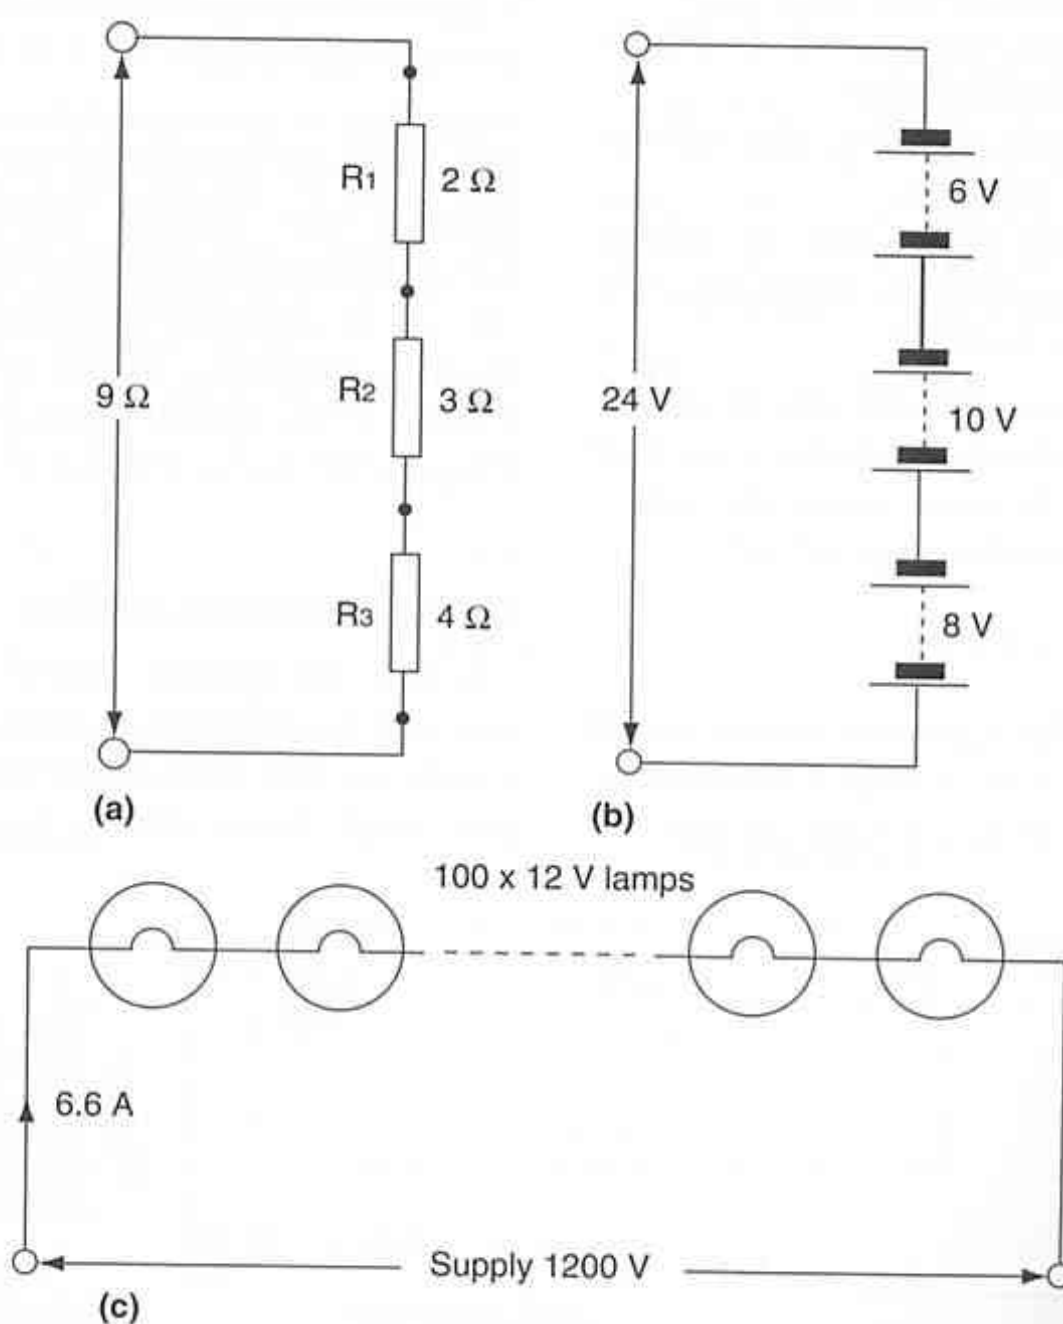 R1 2 Ω
R2 3 Ω
R3 4 Ω
9 Ω
(a)
6 V
10 V
8 V
24 V
(b)
100 x 12 V lamps
6.6 A
Supply 1200 V
(c)